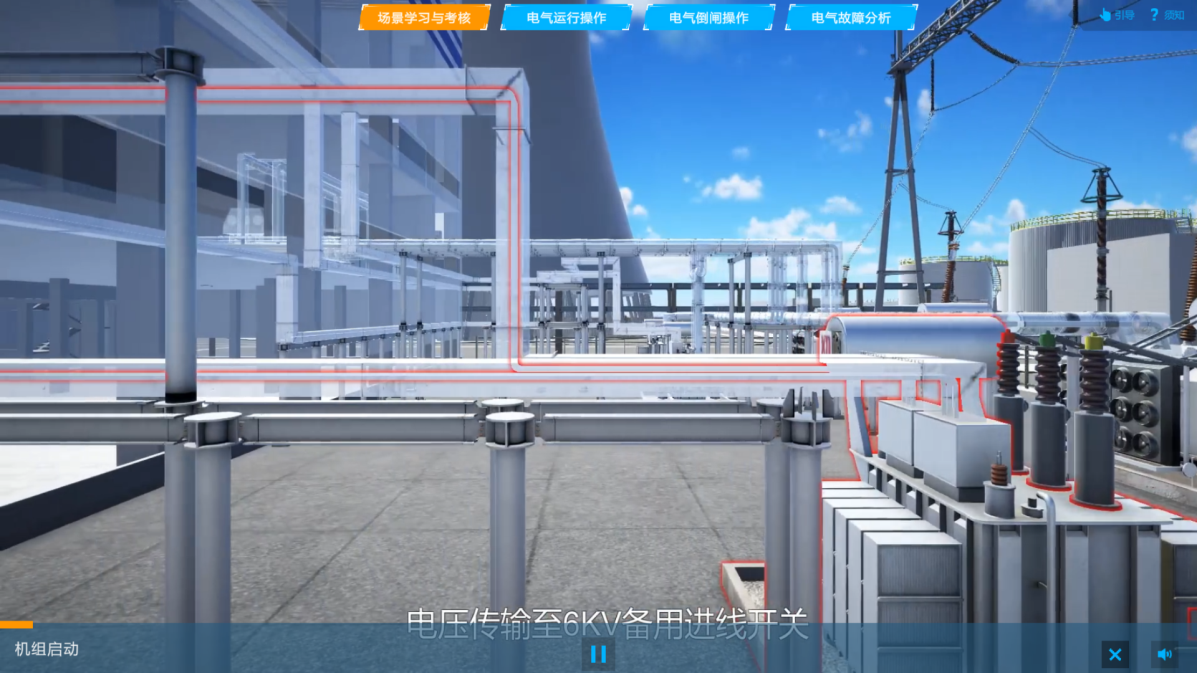 场景学习与考核
电气运行操作
电气倒闸操作
电气故障分析
引导
? 须知
电压传输至6KV备用进线开关
机组启动